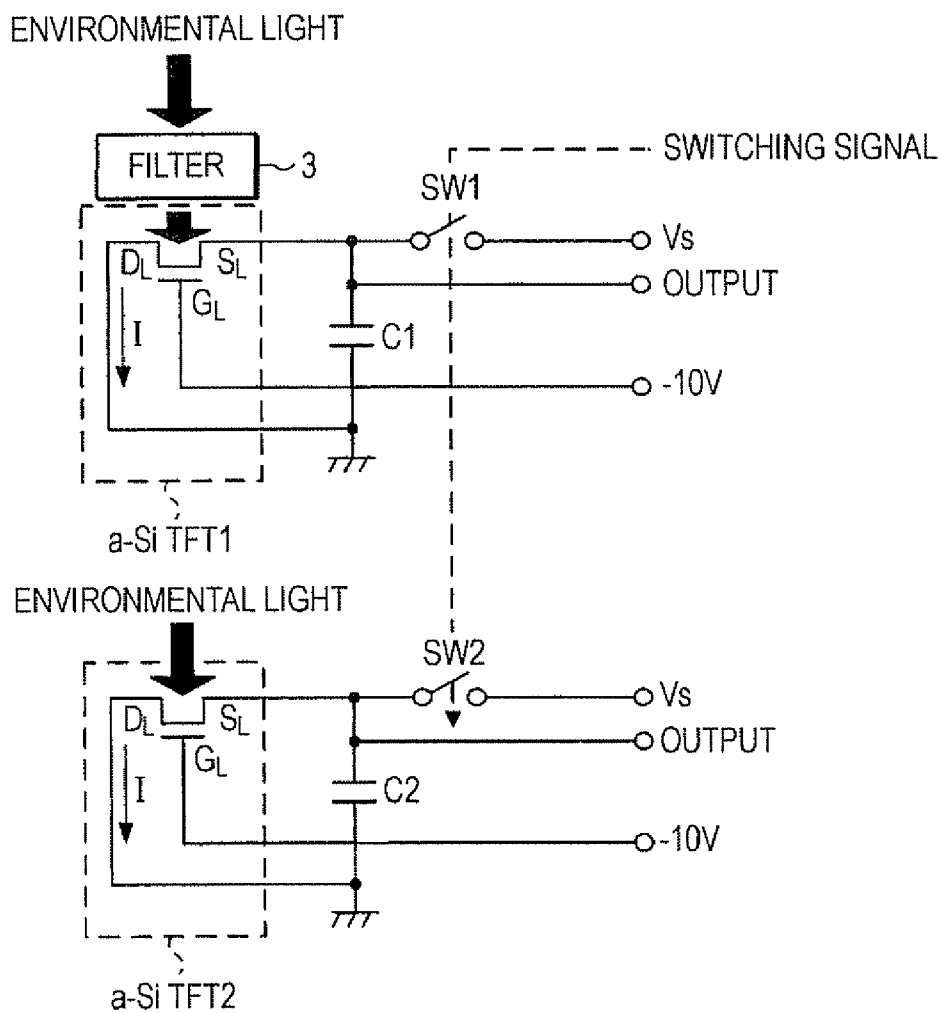 ENVIRONMENTAL LIGHT
FILTER
3
SWITCHING SIGNAL
SW1
Vs
DL
SL
OUTPUT
GL
I
C1
-10V
a-Si TFT1
ENVIRONMENTAL LIGHT
SW2
Vs
DL
SL
OUTPUT
GL
I
C2
-10V
a-Si TFT2